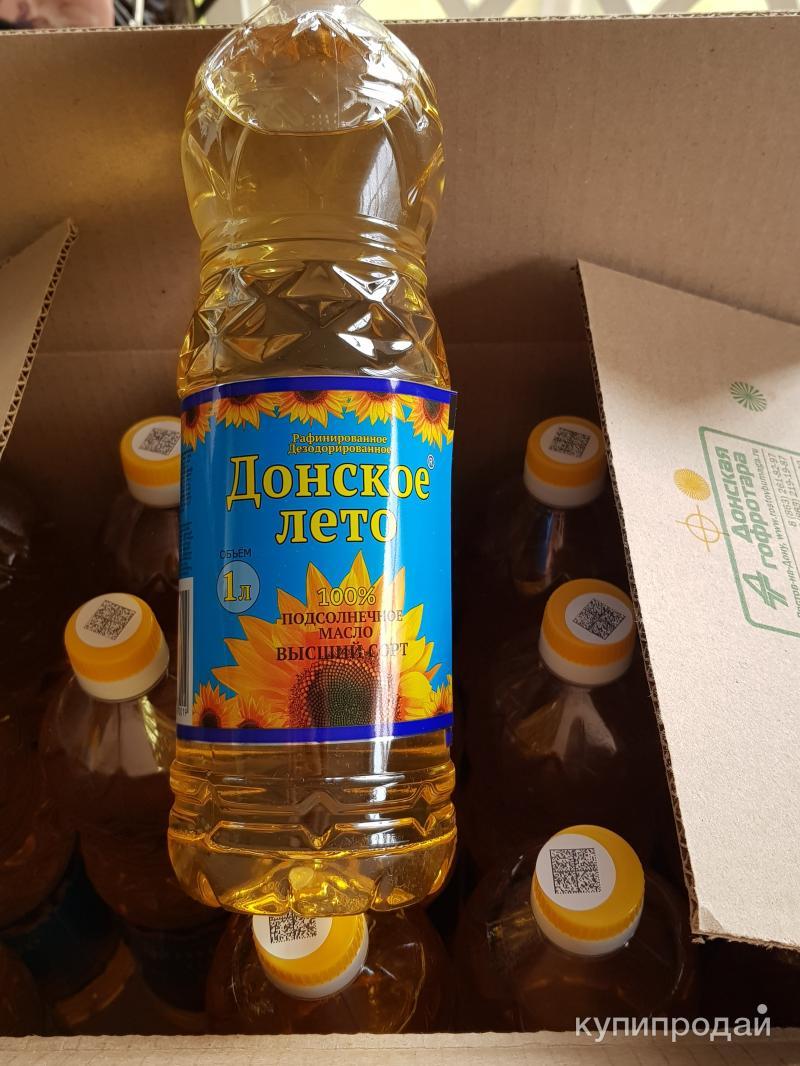 Рафинированное
Дезодорированное
Донское®
лето
ОБЪЕМ
1л
100%
ПОДСОЛНЕЧНОЕ
МАСЛО
ВЫСШИЙ СОРТ
ДОНСКАЯ
гофротара
купипродай